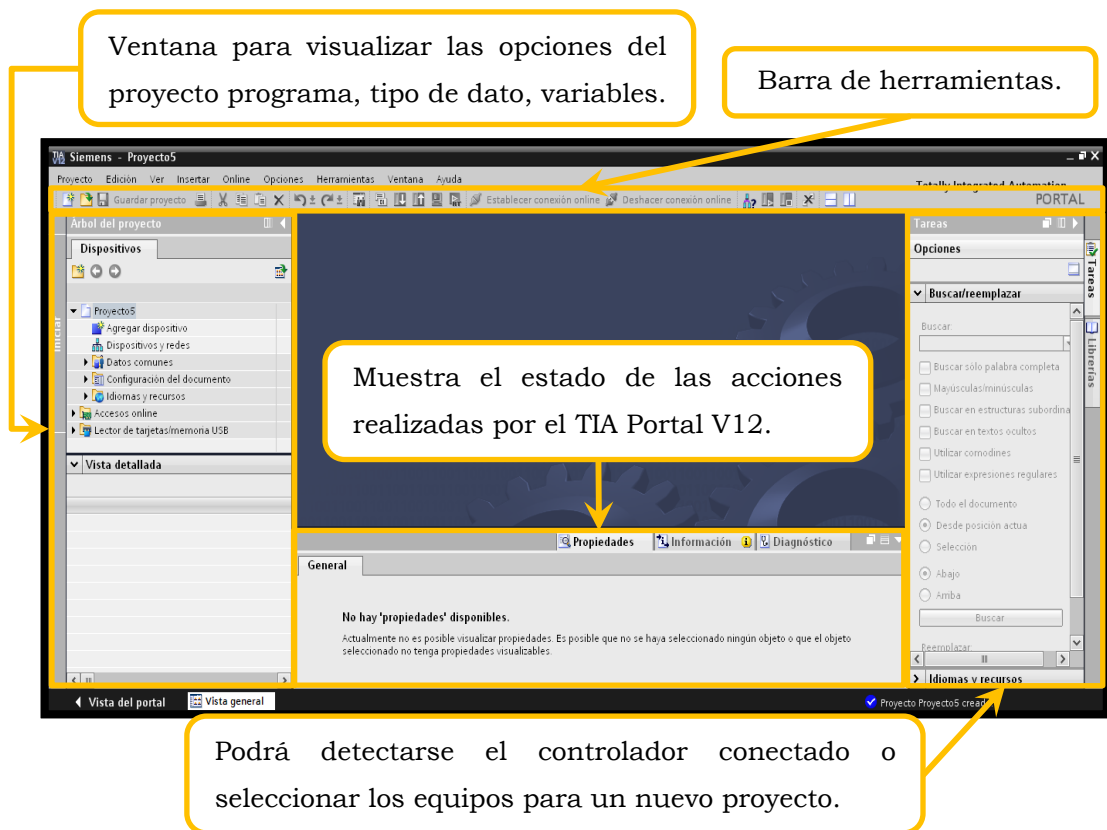 Ventana para visualizar las opciones del
proyecto programa, tipo de dato, variables.
Barra de herramientas.
Siemens - Proyecto5
Proyecto Edición Ver Insertar Online Opciones Herramientas Ventana Ayuda
Totally Integrated Automation
PORTAL
Guardar proyecto
Establecer conexión online
Deshacer conexión online
Árbol del proyecto
Dispositivos
Iniciar
Proyecto5
Agregar dispositivo
Dispositivos y redes
Datos comunes
Configuración del documento
Idiomas y recursos
Accesos online
Lector de tarjetas/memoria USB
Vista detallada
Muestra el estado de las acciones
realizadas por el TIA Portal V12.
Propiedades
Información
Diagnóstico
General
No hay 'propiedades' disponibles.
Actualmente no es posible visualizar propiedades. Es posible que no se haya seleccionado ningún objeto o que el objeto
seleccionado no tenga propiedades visualizables.
Tareas
Opciones
Buscar/reemplazar
Buscar:
Buscar sólo palabra completa
Mayúsculas/minúsculas
Buscar en estructuras subordina
Buscar en textos ocultos
Utilizar comodines
Utilizar expresiones regulares
Todo el documento
Desde posición actua
Selección
Abajo
Arriba
Buscar
Reemplazar:
Idiomas y recursos
Tareas
Librerías
Vista del portal
Vista general
Proyecto Proyecto5 cread
Podrá detectarse el controlador conectado o
seleccionar los equipos para un nuevo proyecto.